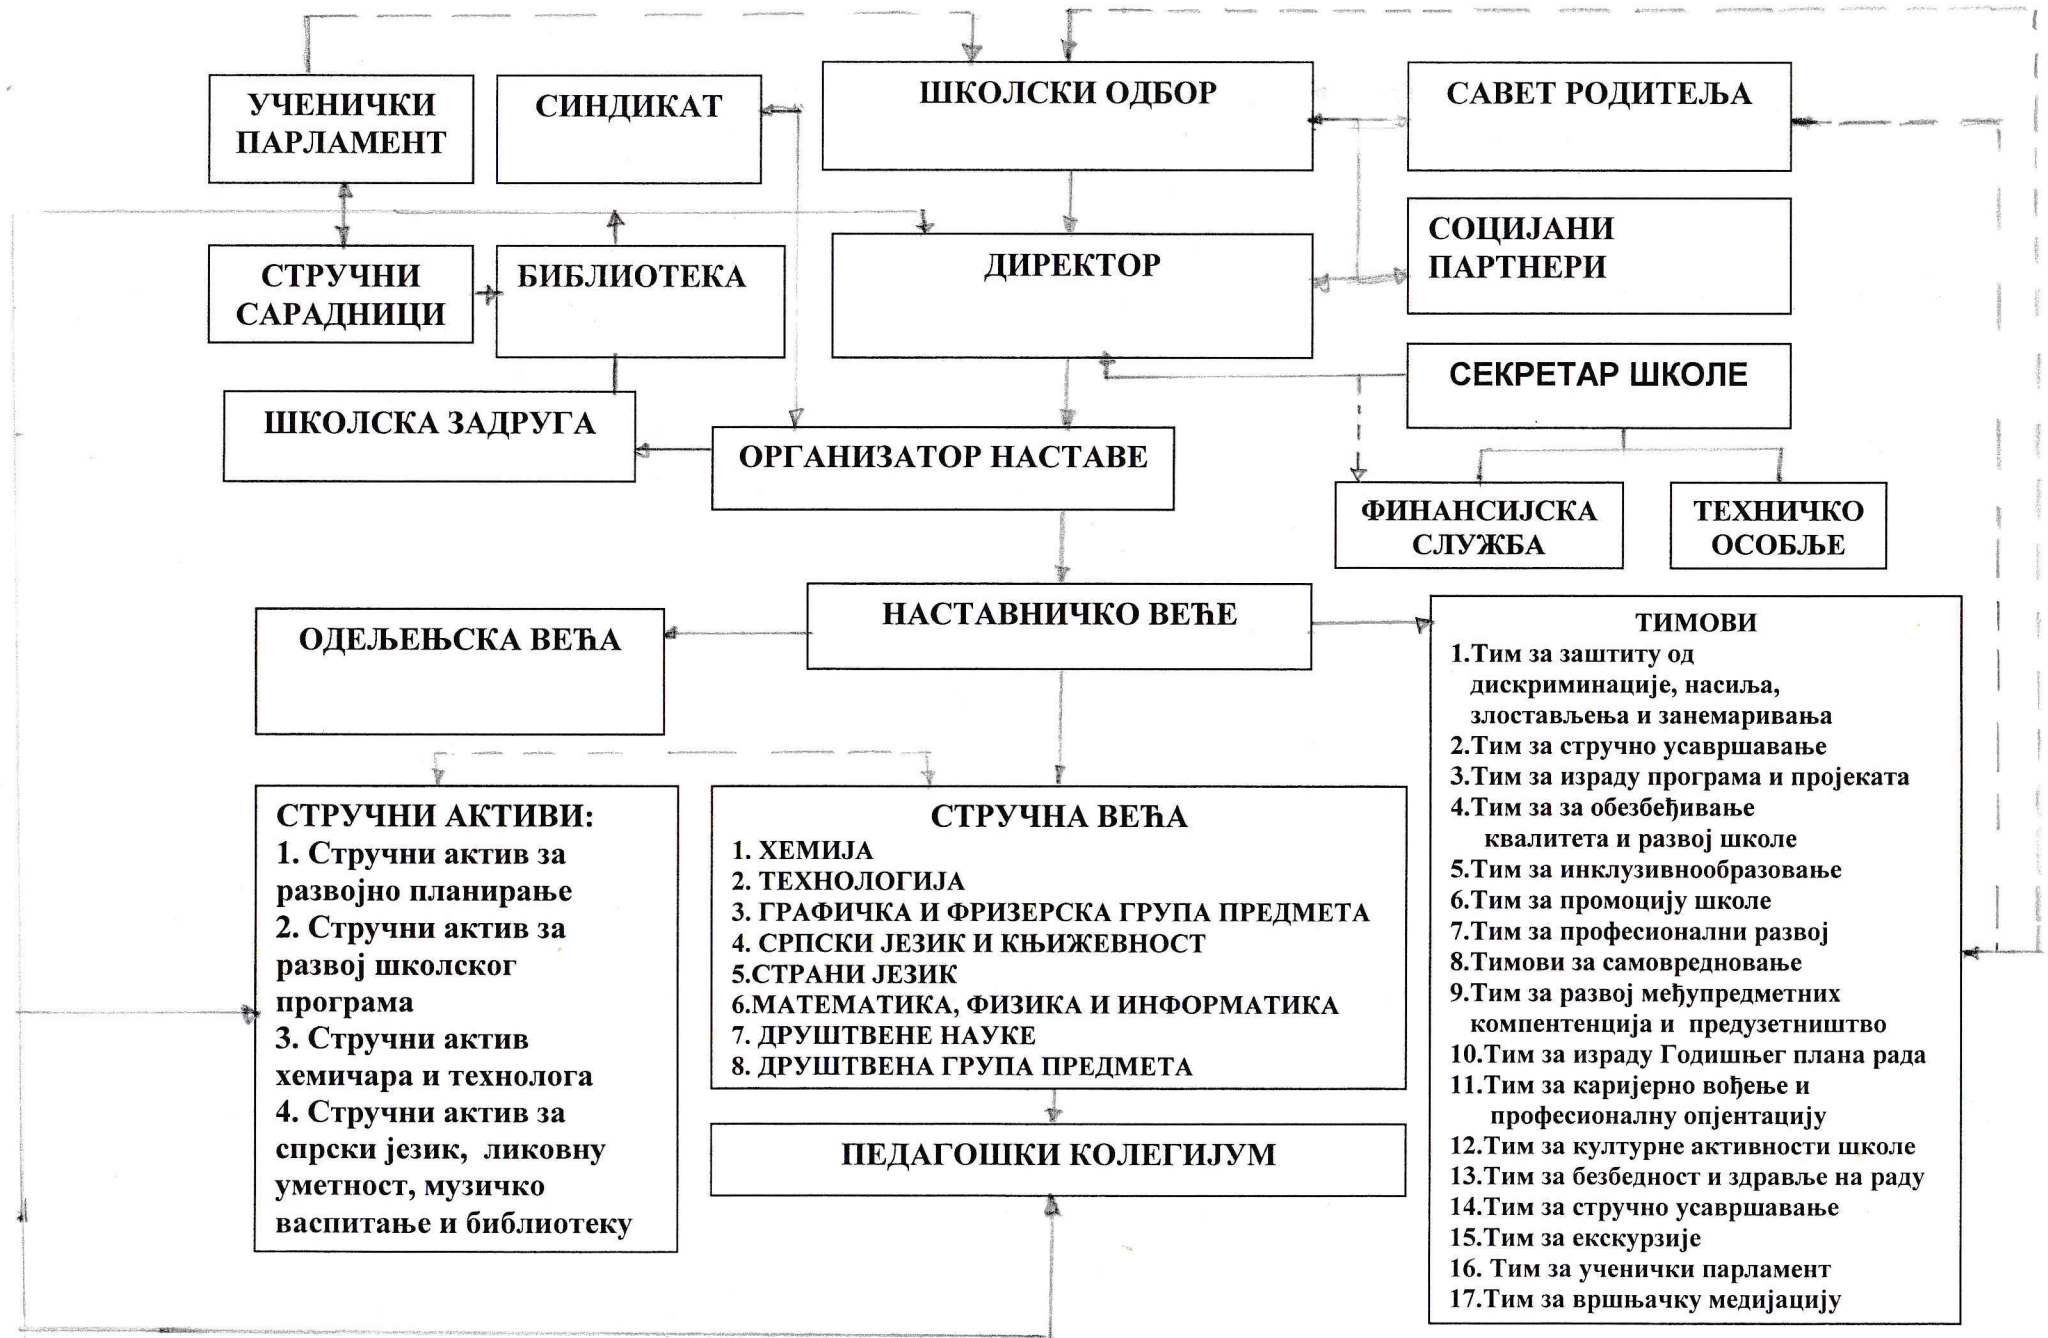 УЧЕНИЧКИ
ПАРЛАМЕНТ
СИНДИКАТ
ШКОЛСКИ ОДБОР
САВЕТ РОДИТЕЉА
СТРУЧНИ
САРАДНИЦИ
БИБЛИОТЕКА
ДИРЕКТОР
СОЦИЈАНИ
ПАРТНЕРИ
СЕКРЕТАР ШКОЛЕ
ШКОЛСКА ЗАДРУГА
ОРГАНИЗАТОР НАСТАВЕ
ФИНАНСИЈСКА
СЛУЖБА
ТЕХНИЧКО
ОСОБЉЕ
ОДЕЉЕЊСКА ВЕЋА
НАСТАВНИЧКО ВЕЋЕ
СТРУЧНИ АКТИВИ:
1. Стручни актив за
развојно планирање
2. Стручни актив за
развој школског
програма
3. Стручни актив
хемичара и технолога
4. Стручни актив за
спрски језик, ликовну
уметност, музичко
васпитање и библиотеку
СТРУЧНА ВЕЋА
1. ХЕМИЈА
2. ТЕХНОЛОГИЈА
3. ГРАФИЧКА И ФРИЗЕРСКА ГРУПА ПРЕДМЕТА
4. СРПСКИ ЈЕЗИК И КЊИЖЕВНОСТ
5.СТРАНИ ЈЕЗИК
6.МАТЕМАТИКА, ФИЗИКА И ИНФОРМАТИКА
7. ДРУШТВЕНЕ НАУКЕ
8. ДРУШТВЕНА ГРУПА ПРЕДМЕТА
ПЕДАГОШКИ КОЛЕГИЈУМ
ТИМОВИ
1.Тим за заштиту од
дискриминације, насиља,
злостављења и занемаривања
2.Тим за стручно усавршавање
3.Тим за израду програма и пројеката
4.Тим за за обезбеђивање
квалитета и развој школе
5.Тим за инклузивнообразовање
6.Тим за промоцију школе
7.Тим за професионални развој
8.Тимови за самовредновање
9.Тим за развој међупредметних
компентенција и предузетништво
10.Тим за израду Годишњег плана рада
11.Тим за каријерно вођење и
професионалну опјентацију
12.Тим за културне активности школе
13.Тим за безбедност и здравље на раду
14.Тим за стручно усавршавање
15.Тим за екскурзије
16. Тим за ученички парламент
17.Тим за вршњачку медијацију